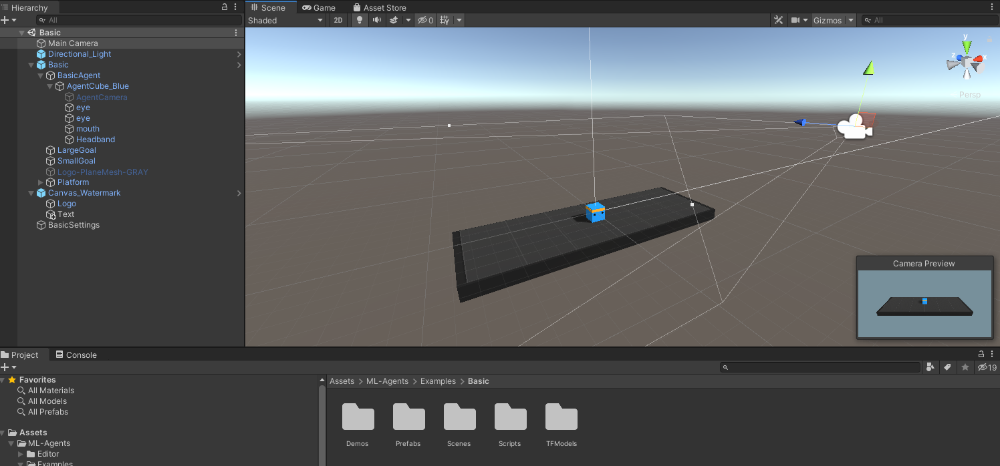 Hierarchy
All
Basic
Main Camera
Directional_Light
Basic
BasicAgent
AgentCube_Blue
AgentCamera
eye
eye
mouth
Headband
LargeGoal
SmallGoal
Logo-PlaneMesh-GRAY
Platform
Canvas_Watermark
Logo
Text
BasicSettings
Scene Game Asset Store
Shaded 2D 0 Gizmos All
y
z x
Persp
Camera Preview
Project Console
19
Favorites
All Materials
All Models
All Prefabs
Assets
ML-Agents
Editor
Examples
Assets > ML-Agents > Examples > Basic
Demos Prefabs Scenes Scripts TFModels